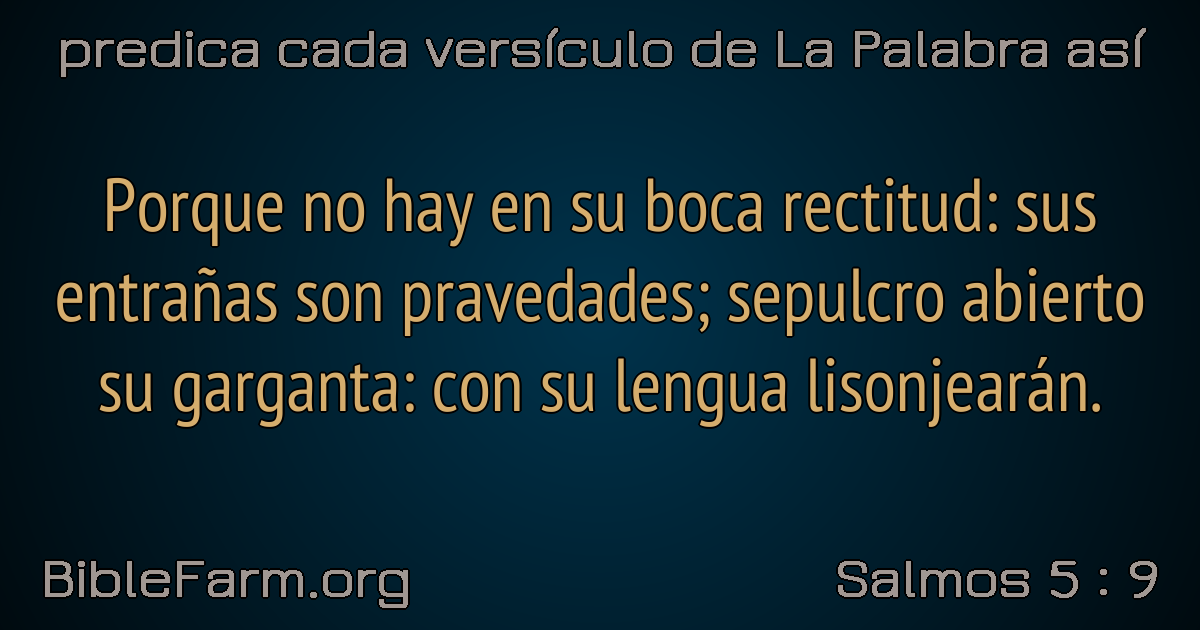 predica cada versículo de La Palabra así
Porque no hay en su boca rectitud: sus
entrañas son pravedades; sepulcro abierto
su garganta: con su lengua lisonjearán.
BibleFarm.org
Salmos 5 : 9